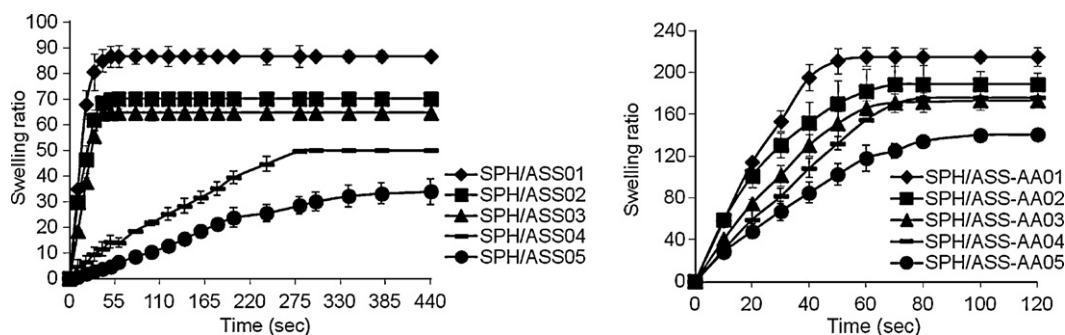 100
90
80
70
60
50
40
30
20
10
0
Swelling ratio
0 55 110 165 220 275 330 385 440
Time (sec)
SPH/ASS01
SPH/ASS02
SPH/ASS03
SPH/ASS04
SPH/ASS05
240
200
160
120
80
40
0
Swelling ratio
0 20 40 60 80 100 120
Time (sec)
SPH/ASS-AA01
SPH/ASS-AA02
SPH/ASS-AA03
SPH/ASS-AA04
SPH/ASS-AA05